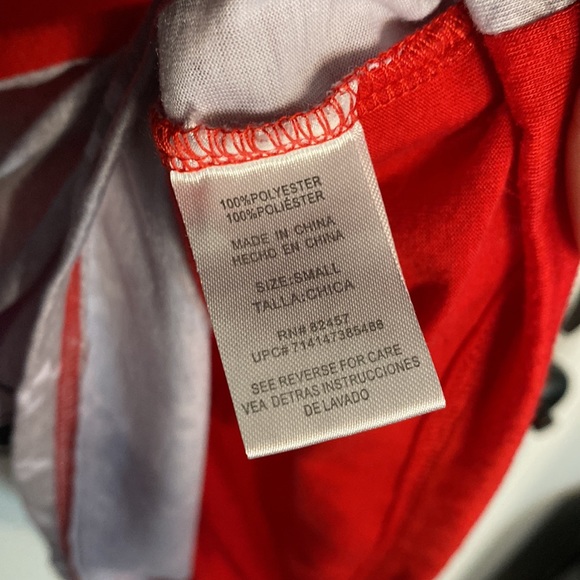 100%POLYESTER
100%POLIÉSTER
MADE IN CHINA
HECHO EN CHINA
SIZE:SMALL
TALLA:CHICA
RN# 82457
UPC# 714147385488
SEE REVERSE FOR CARE
VEA DETRAS INSTRUCCIONES
DE LAVADO